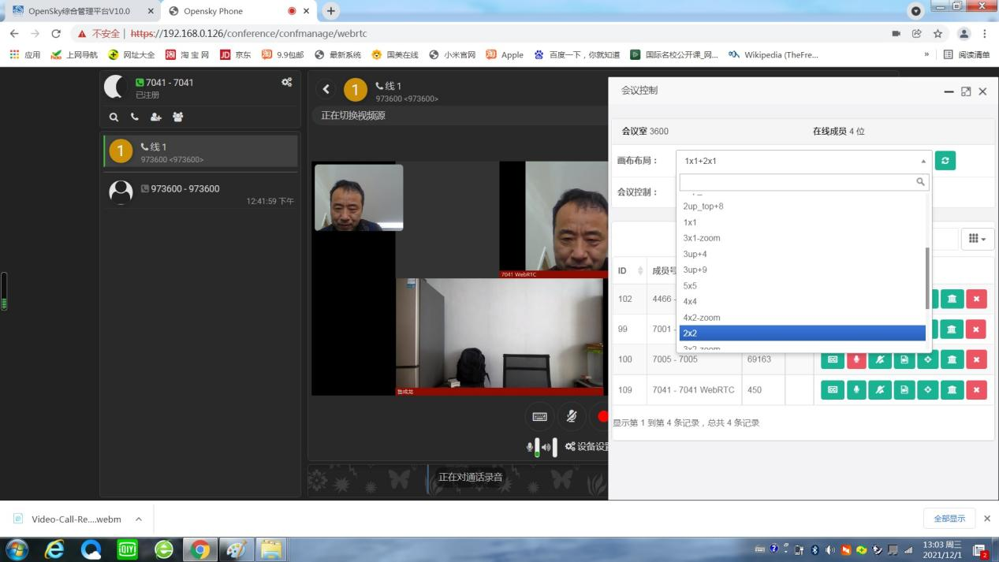 OpenSky综合管理平台V10.0
Opensky Phone
不安全 | https://192.168.0.126/conference/confmanage/webrtc
应用 上网导航 网址大全 淘 宝 网 京东 9.9包邮 最新系统 国美在线 小米官网 Apple 百度一下，你就知道 国际名校公开课_网... Wikipedia (TheFre... » 阅读清单
7041 - 7041
已注册
1
线 1
973600 <973600>
973600 - 973600
12:41:59 下午
1
线 1
973600 <973600>
正在切换视频源
7041 WebRTC
设备设置
正在对通话录音
会议控制
会议室 3600
在线成员 4 位
画布布局：
1x1+2x1
会议控制：
2up_top+8
1x1
3x1-zoom
3up+4
3up+9
5x5
4x4
4x2-zoom
2x2
3x2-zoom
ID 成员号
102 4466 -
99 7001 -
100 7005 - 7005 69163
109 7041 - 7041 WebRTC 450
显示第 1 到第 4 条记录，总共 4 条记录
Video-Call-Re....webm
全部显示
QIY
13:03 周三
2021/12/1
2